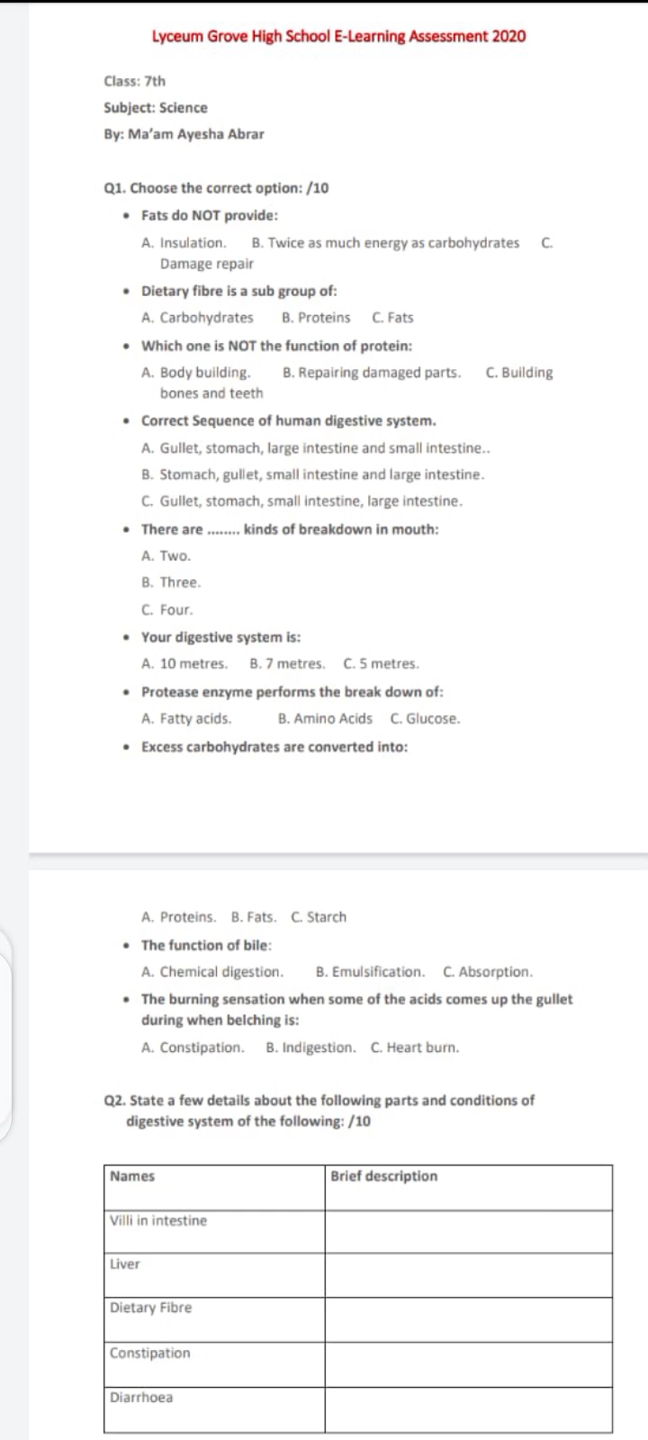 Lyceum Grove High School E-Learning Assessment 2020
Class: 7th
Subject: Science
By: Ma'am Ayesha Abrar
Q1. Choose the correct option: /10
• Fats do NOT provide:
A. Insulation. B. Twice as much energy as carbohydrates C.
Damage repair
• Dietary fibre is a sub group of:
A. Carbohydrates B. Proteins C. Fats
• Which one is NOT the function of protein:
A. Body building. B. Repairing damaged parts. C. Building
bones and teeth
• Correct Sequence of human digestive system.
A. Gullet, stomach, large intestine and small intestine..
B. Stomach, gullet, small intestine and large intestine.
C. Gullet, stomach, small intestine, large intestine.
• There are ........ kinds of breakdown in mouth:
A. Two.
B. Three.
C. Four.
• Your digestive system is:
A. 10 metres. B. 7 metres. C. 5 metres.
• Protease enzyme performs the break down of:
A. Fatty acids. B. Amino Acids C. Glucose.
• Excess carbohydrates are converted into:
A. Proteins. B. Fats. C. Starch
• The function of bile:
A. Chemical digestion. B. Emulsification. C. Absorption.
• The burning sensation when some of the acids comes up the gullet
during when belching is:
A. Constipation. B. Indigestion. C. Heart burn.
Q2. State a few details about the following parts and conditions of
digestive system of the following: /10
Names Brief description
Villi in intestine
Liver
Dietary Fibre
Constipation
Diarrhoea